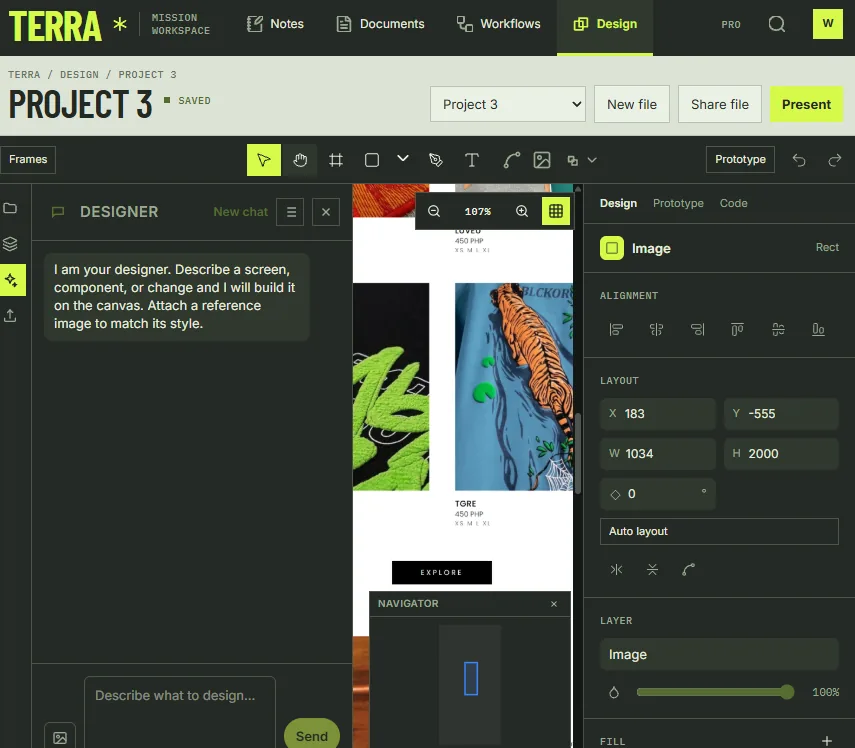 TERRA
MISSION
WORKSPACE
Notes
Documents
Workflows
Design
PRO
W
TERRA / DESIGN / PROJECT 3
PROJECT 3
SAVED
Project 3
New file
Share file
Present
Frames
Prototype
DESIGNER
New chat
I am your designer. Describe a screen,
component, or change and I will build it
on the canvas. Attach a reference
image to match its style.
Describe what to design...
Send
107%
LOVED
450 PHP
XS M L XL
BLCKOR
TGRE
450 PHP
XS M L XL
EXPLORE
NAVIGATOR
Design
Prototype
Code
Image
Rect
ALIGNMENT
LAYOUT
X 183
Y -555
W 1034
H 2000
0 °
Auto layout
LAYER
Image
100%
FILL